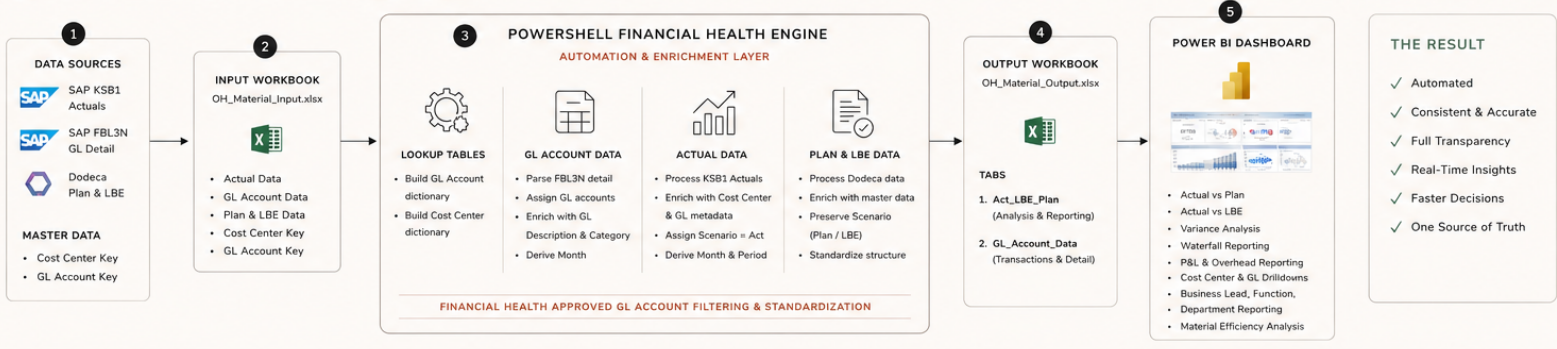 1
DATA SOURCES
SAP
SAP KSB1
Actuals
SAP
SAP FBL3N
GL Detail
Dodeca
Plan & LBE
MASTER DATA
• Cost Center Key
• GL Account Key
2
INPUT WORKBOOK
OH_Material_Input.xlsx
X
• Actual Data
• GL Account Data
• Plan & LBE Data
• Cost Center Key
• GL Account Key
3
POWERSHELL FINANCIAL HEALTH ENGINE
AUTOMATION & ENRICHMENT LAYER
LOOKUP TABLES
• Build GL Account
dictionary
• Build Cost Center
dictionary
GL ACCOUNT DATA
• Parse FBL3N detail
• Assign GL accounts
• Enrich with GL
Description & Category
• Derive Month
ACTUAL DATA
• Process KSB1 Actuals
• Enrich with Cost Center
& GL metadata
• Assign Scenario = Act
• Derive Month & Period
PLAN & LBE DATA
• Process Dodeca data
• Enrich with master data
• Preserve Scenario
(Plan / LBE)
• Standardize structure
FINANCIAL HEALTH APPROVED GL ACCOUNT FILTERING & STANDARDIZATION
4
OUTPUT WORKBOOK
OH_Material_Output.xlsx
X
TABS
1. Act_LBE_Plan
(Analysis & Reporting)
2. GL_Account_Data
(Transactions & Detail)
5
POWER BI DASHBOARD
• Actual vs Plan
• Actual vs LBE
• Variance Analysis
• Waterfall Reporting
• P&L & Overhead Reporting
• Cost Center & GL Drilldowns
• Business Lead, Function,
Department Reporting
• Material Efficiency Analysis
THE RESULT
✓ Automated
✓ Consistent & Accurate
✓ Full Transparency
✓ Real-Time Insights
✓ Faster Decisions
✓ One Source of Truth